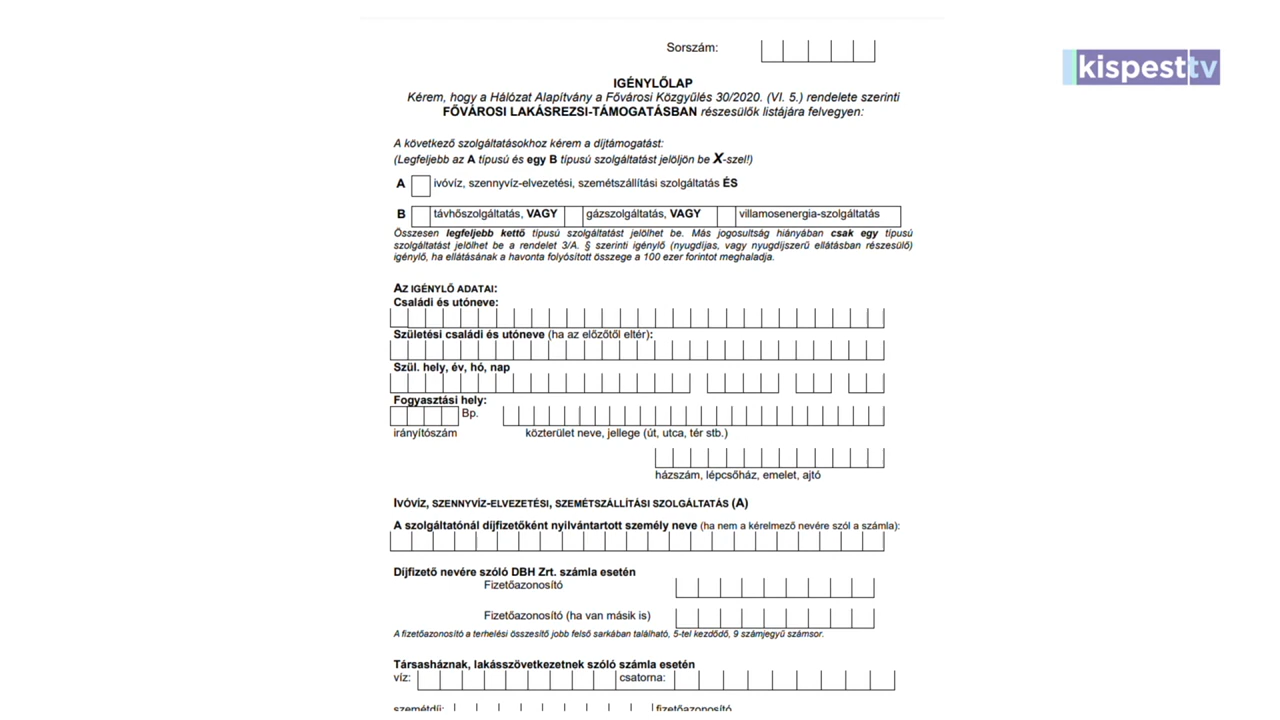 kispest tv
Sorszám:
IGÉNYLŐLAP
Kérem, hogy a Hálózat Alapítvány a Fővárosi Közgyűlés 30/2020. (VI. 5.) rendelete szerinti
FŐVÁROSI LAKÁSREZSI-TÁMOGATÁSBAN részesülők listájára felvegyen:
A következő szolgáltatásokhoz kérem a díjtámogatást:
(Legfeljebb az A típusú és egy B típusú szolgáltatást jelöljön be X-szel!)
A ivóvíz, szennyvíz-elvezetési, szemétszállítási szolgáltatás ÉS
B távhőszolgáltatás, VAGY gázszolgáltatás, VAGY villamosenergia-szolgáltatás
Összesen legfeljebb kettő típusú szolgáltatást jelölhet be. Más jogosultság hiányában csak egy típusú
szolgáltatást jelölhet be a rendelet 3/A. § szerinti igénylő (nyugdíjas, vagy nyugdíjszerű ellátásban részesülő)
igénylő, ha ellátásának a havonta folyósított összege a 100 ezer forintot meghaladja.
AZ IGÉNYLŐ ADATAI:
Családi és utóneve:
Születési családi és utóneve (ha az előzőtől eltér):
Szül. hely, év, hó, nap
Fogyasztási hely:
Bp.
irányítószám közterület neve, jellege (út, utca, tér stb.)
házszám, lépcsőház, emelet, ajtó
IVÓVÍZ, SZENNYVÍZ-ELVEZETÉSI, SZEMÉTSZÁLLÍTÁSI SZOLGÁLTATÁS (A)
A szolgáltatónál díjfizetőként nyilvántartott személy neve (ha nem a kérelmező nevére szól a számla):
Díjfizető nevére szóló DBH Zrt. számla esetén
Fizetőazonosító
Fizetőazonosító (ha van másik is)
A fizetőazonosító a terhelési összesítő jobb felső sarkában található, 5-tel kezdődő, 9 számjegyű számsor.
Társasháznak, lakásszövetkezetnek szóló számla esetén
víz: csatorna:
szemétdíj: fizetőazonosító